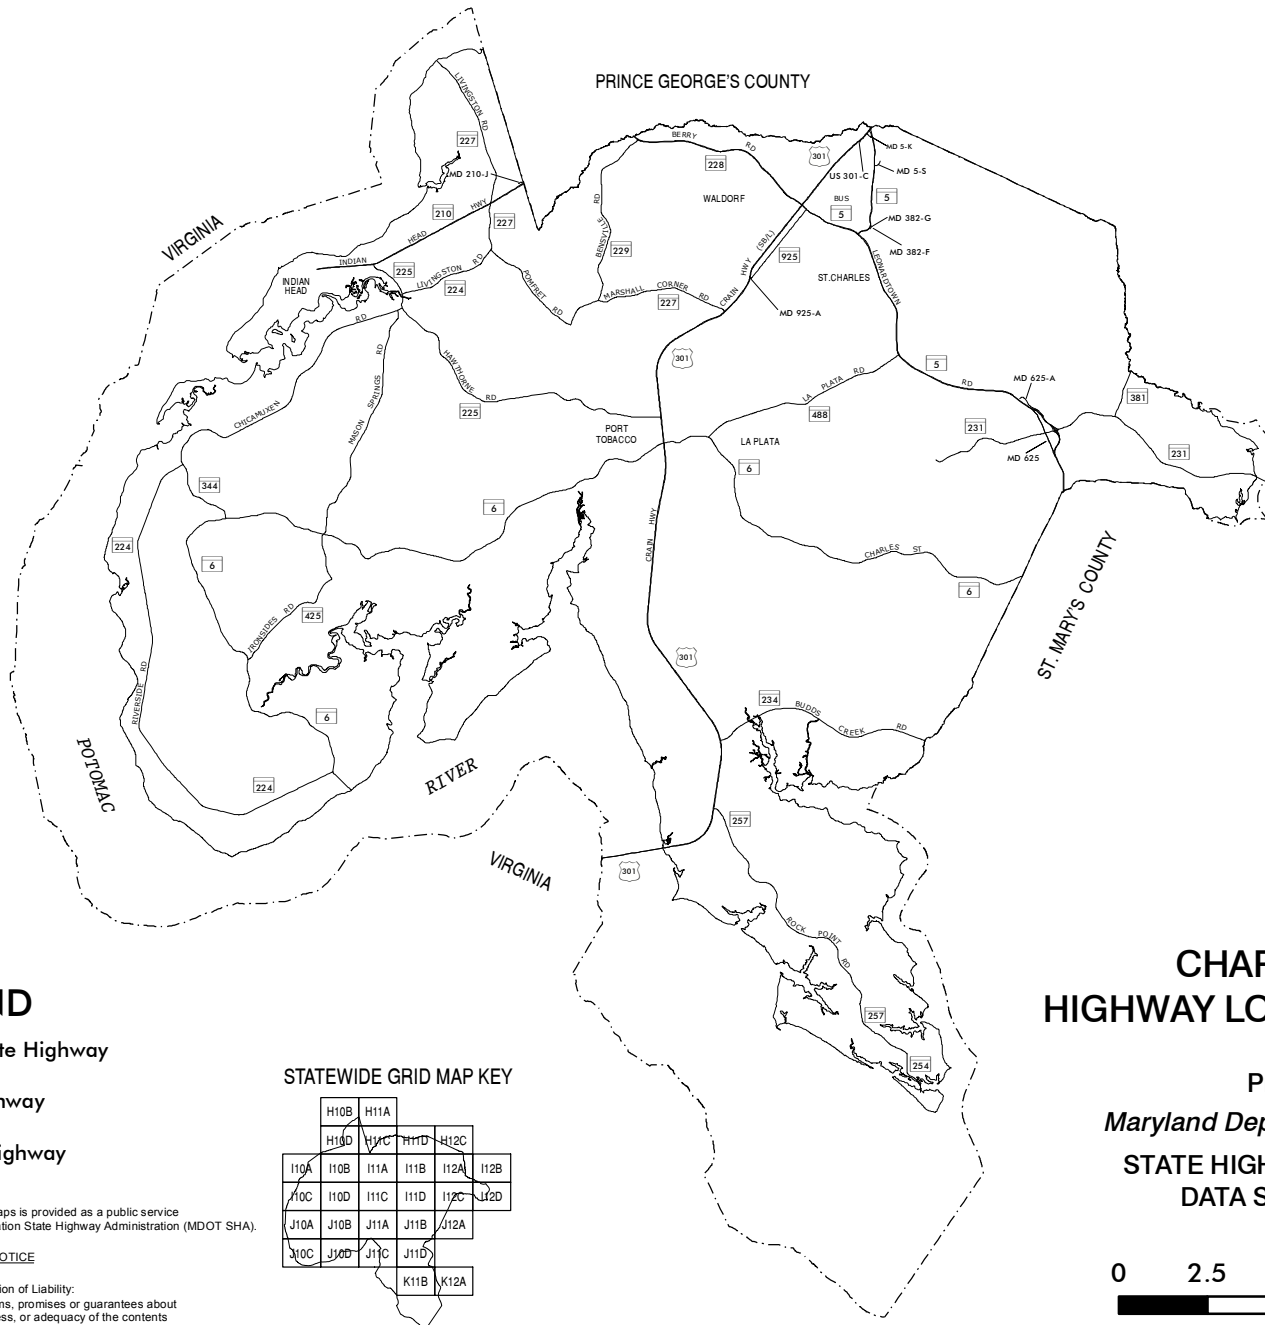 PRINCE GEORGE'S COUNTY
LIVINGSTON RD
227
MD 210-J
BERRY RD
228
301
MD 5-K
US 301-C
MD 5-S
5
BUS
5
MD 382-G
MD 382-F
WALDORF
VIRGINIA
210
INDIAN HEAD HWY
227
BENSVILLE RD
229
CRAIN HWY (SB/L)
925
ST.CHARLES
LEONARDTOWN RD
INDIAN
HEAD
225
LIVINGSTON RD
224
POMFRET RD
MARSHALL CORNER RD
227
MD 925-A
301
5
MD 625-A
381
CHICAMUXEN RD
MASON SPRINGS RD
HAWTHORNE RD
225
LA PLATA RD
488
PORT
TOBACCO
LA PLATA
231
MD 625
231
344
6
6
224
6
CRAIN HWY
CHARLES ST
6
IRONSIDES RD
425
ST. MARY'S COUNTY
301
RIVERSIDE RD
6
234
BUDDS CREEK RD
POTOMAC
RIVER
224
257
VIRGINIA
301
ROCK POINT RD
257
254
CHAR
HIGHWAY LO
ND
te Highway
hway
ighway
P
Maryland Dep
STATE HIGH
DATA S
STATEWIDE GRID MAP KEY
H10B H11A
H10D H11C H11D H12C
I10A I10B I11A I11B I12A I12B
I10C I10D I11C I11D I12C I12D
J10A J10B J11A J11B J12A
J10C J10D J11C J11D
K11B K12A
aps is provided as a public service
ation State Highway Administration (MDOT SHA).
OTICE
ion of Liability:
ms, promises or guarantees about
ess, or adequacy of the contents
0 2.5